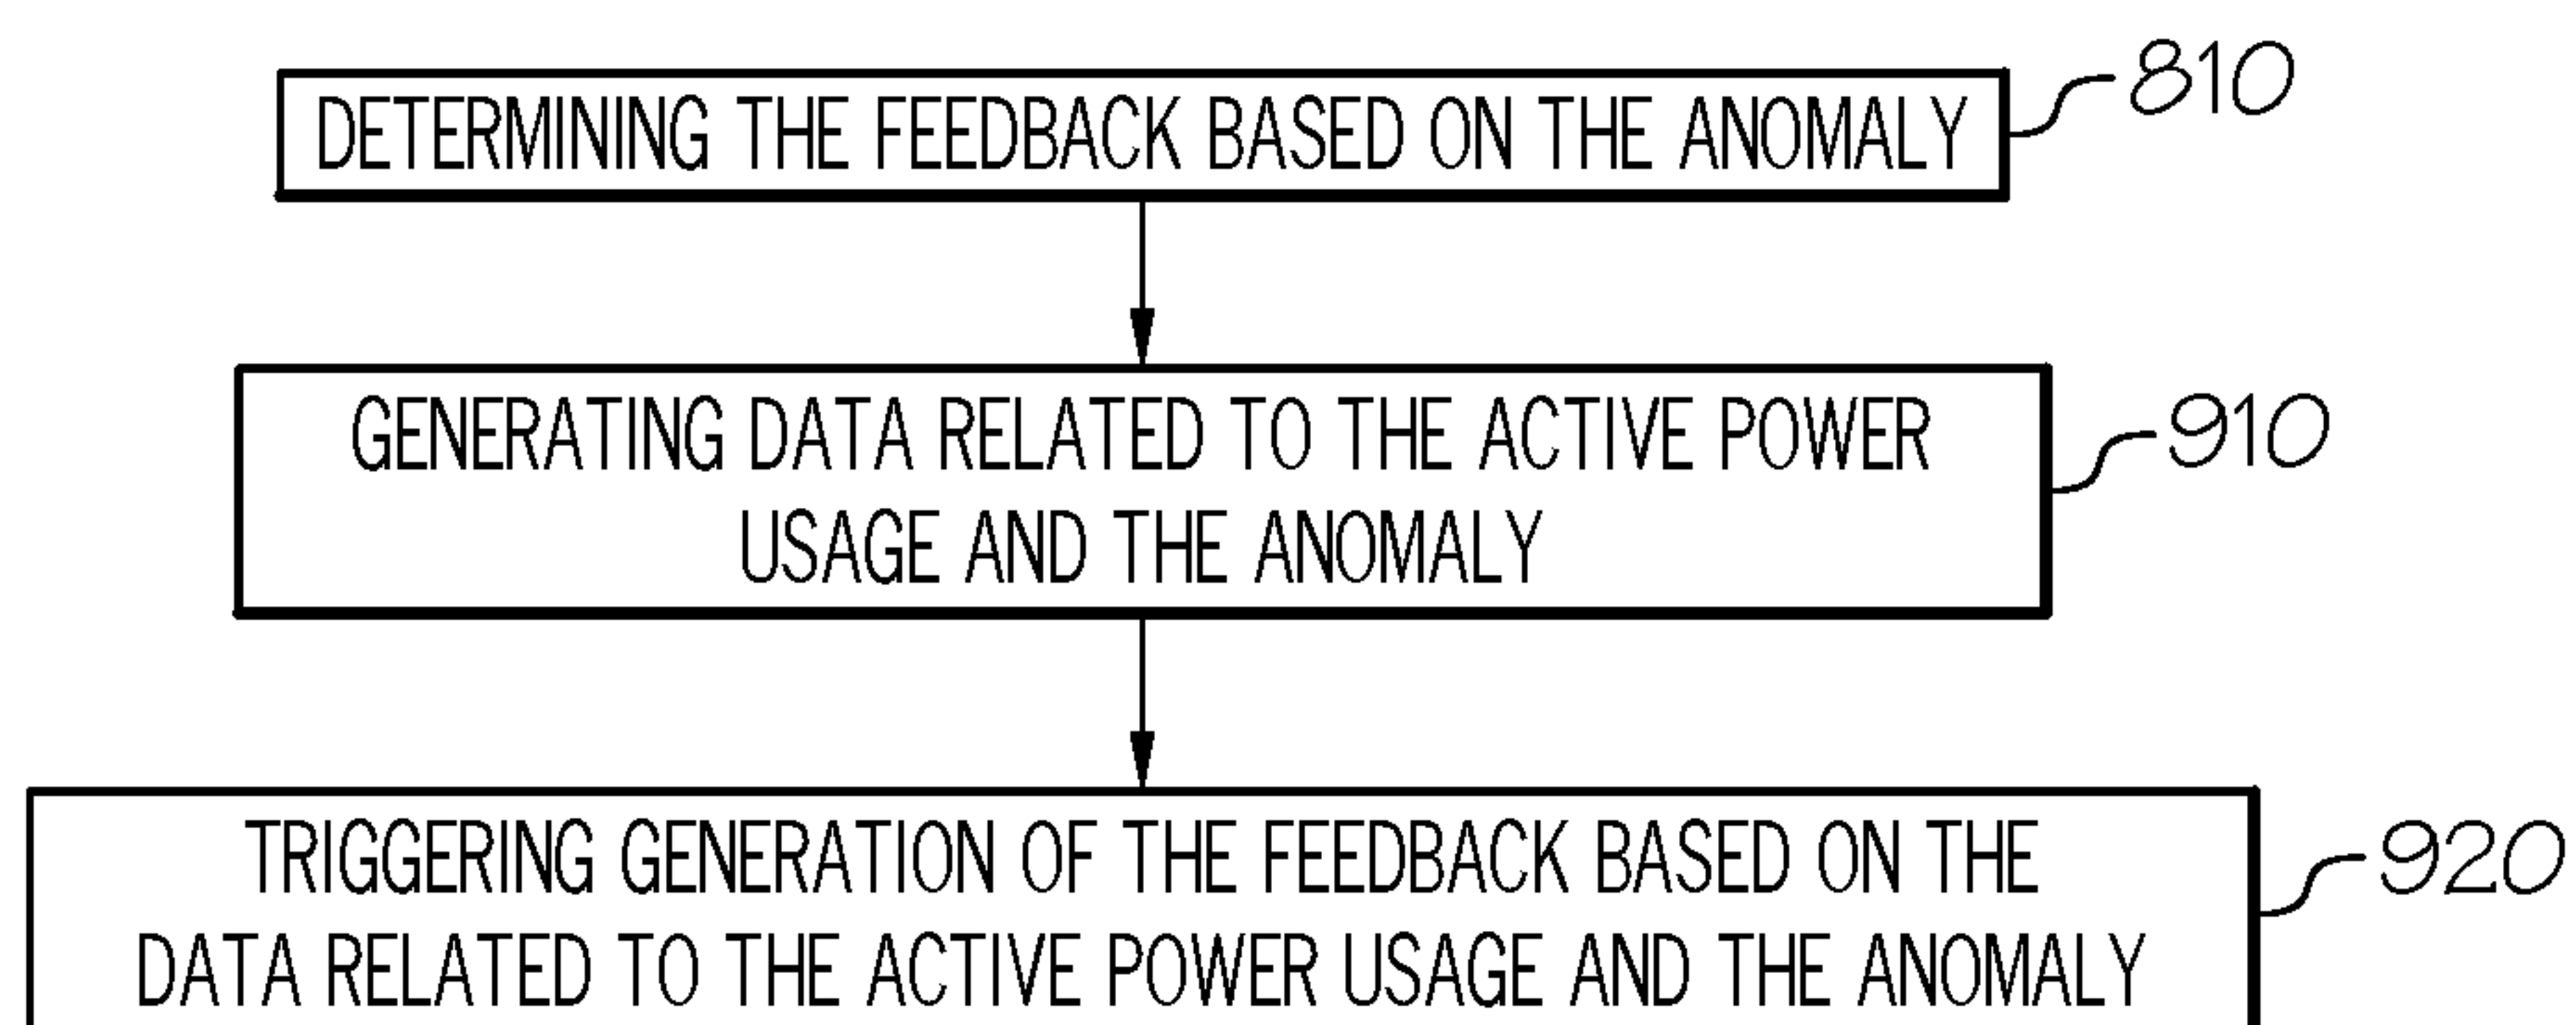 DETERMINING THE FEEDBACK BASED ON THE ANOMALY
810
GENERATING DATA RELATED TO THE ACTIVE POWER
USAGE AND THE ANOMALY
910
TRIGGERING GENERATION OF THE FEEDBACK BASED ON THE
DATA RELATED TO THE ACTIVE POWER USAGE AND THE ANOMALY
920